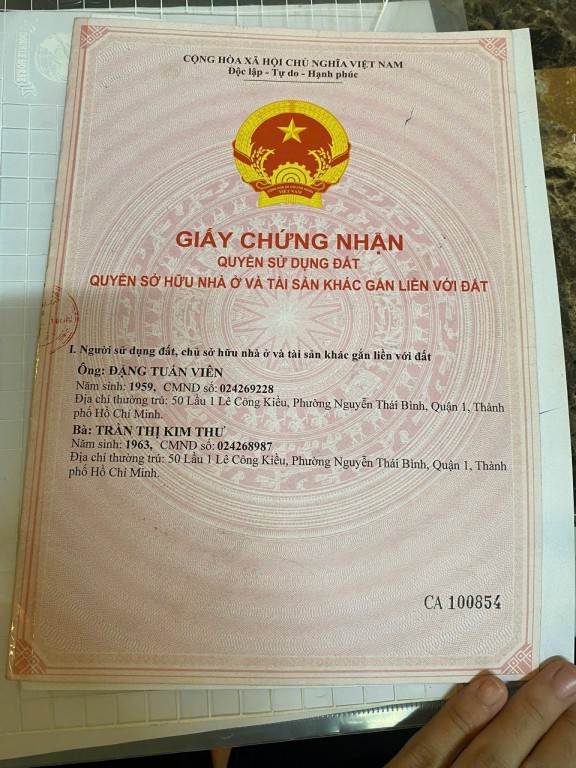 CỘNG HÒA XÃ HỘI CHỦ NGHĨA VIỆT NAM
Độc lập - Tự do - Hạnh phúc
VIỆT NAM
GIẤY CHỨNG NHẬN
QUYỀN SỬ DỤNG ĐẤT
QUYỀN SỞ HỮU NHÀ Ở VÀ TÀI SẢN KHÁC GẮN LIỀN VỚI ĐẤT
I. Người sử dụng đất, chủ sở hữu nhà ở và tài sản khác gắn liền với đất
Ông: ĐẶNG TUẤN VIÊN
Năm sinh: 1959, CMND số: 024269228
Địa chỉ thường trú: 50 Lầu 1 Lê Công Kiều, Phường Nguyễn Thái Bình, Quận 1, Thành
phố Hồ Chí Minh.
Bà: TRẦN THỊ KIM THƯ
Năm sinh: 1963, CMND số: 024268987
Địa chỉ thường trú: 50 Lầu 1 Lê Công Kiều, Phường Nguyễn Thái Bình, Quận 1, Thành
phố Hồ Chí Minh.
CA 100854